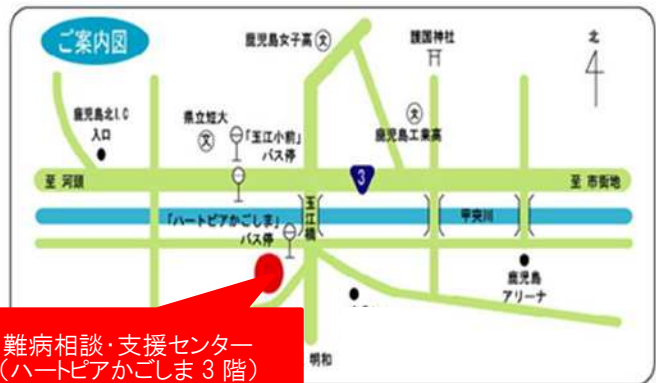 ご案内図
鹿児島女子高
文
護国神社
北
鹿児島北I.C
入口
県立短大
文
「玉江小前」
バス停
文
鹿児島工業高
至 河頭
3
至 市街地
玉江橋
甲突川
「ハートピアかごしま」
バス停
鹿児島
アリーナ
明和
難病相談・支援センター
(ハートピアかごしま3階)